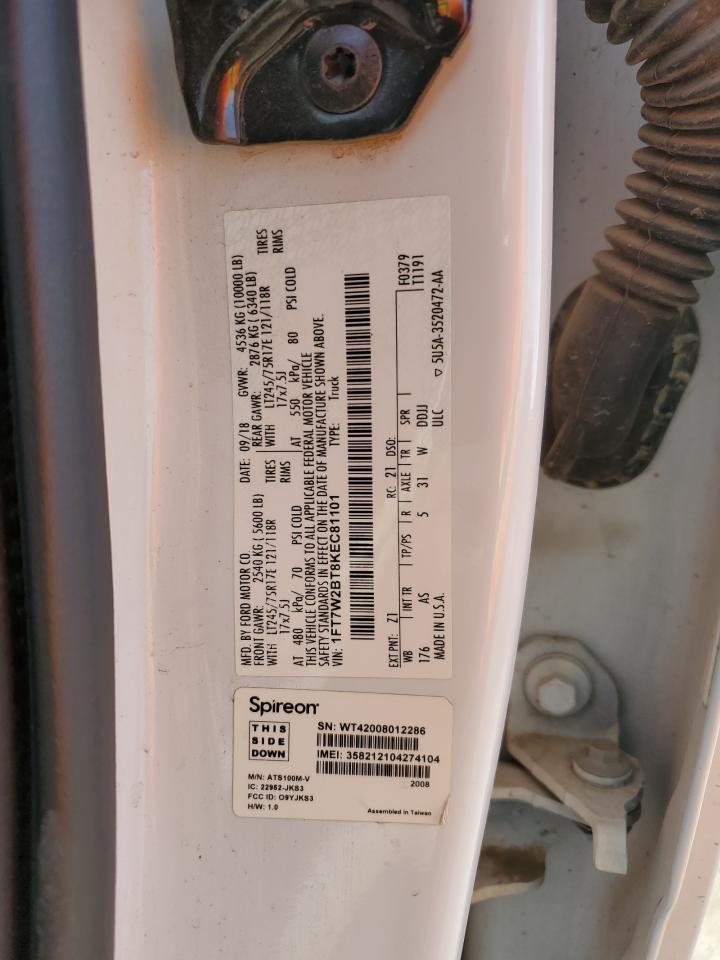 MFD. BY FORD MOTOR CO.
DATE: 09/18 GVWR: 4536 KG (10000 LB)
FRONT GAWR: 2540 KG ( 5600 LB) REAR GAWR: 2876 KG ( 6340 LB)
WITH LT245/75R17E 121/118R TIRES WITH LT245/75R17E 121/118R TIRES
17x7.5J RIMS 17x7.5J RIMS
AT 480 kPa/ 70 PSI COLD AT 550 kPa/ 80 PSI COLD
THIS VEHICLE CONFORMS TO ALL APPLICABLE FEDERAL MOTOR VEHICLE
SAFETY STANDARDS IN EFFECT ON THE DATE OF MANUFACTURE SHOWN ABOVE.
VIN: 1FT7W2BT8KEC81101 TYPE: Truck
EXT PNT: Z1 RC: 21 DSO: F0379
WB INT TR TP/PS R AXLE TR SPR T1191
176 AS 5 31 W DDJJ
MADE IN U.S.A. ULC 5U5A-3520472-AA
Spireon
THIS
SIDE
DOWN
SN: WT42008012286
IMEI: 358212104274104
2008
M/N: ATS100M-V
IC: 22952-JKS3
FCC ID: O9YJKS3
H/W: 1.0
Assembled in Taiwan